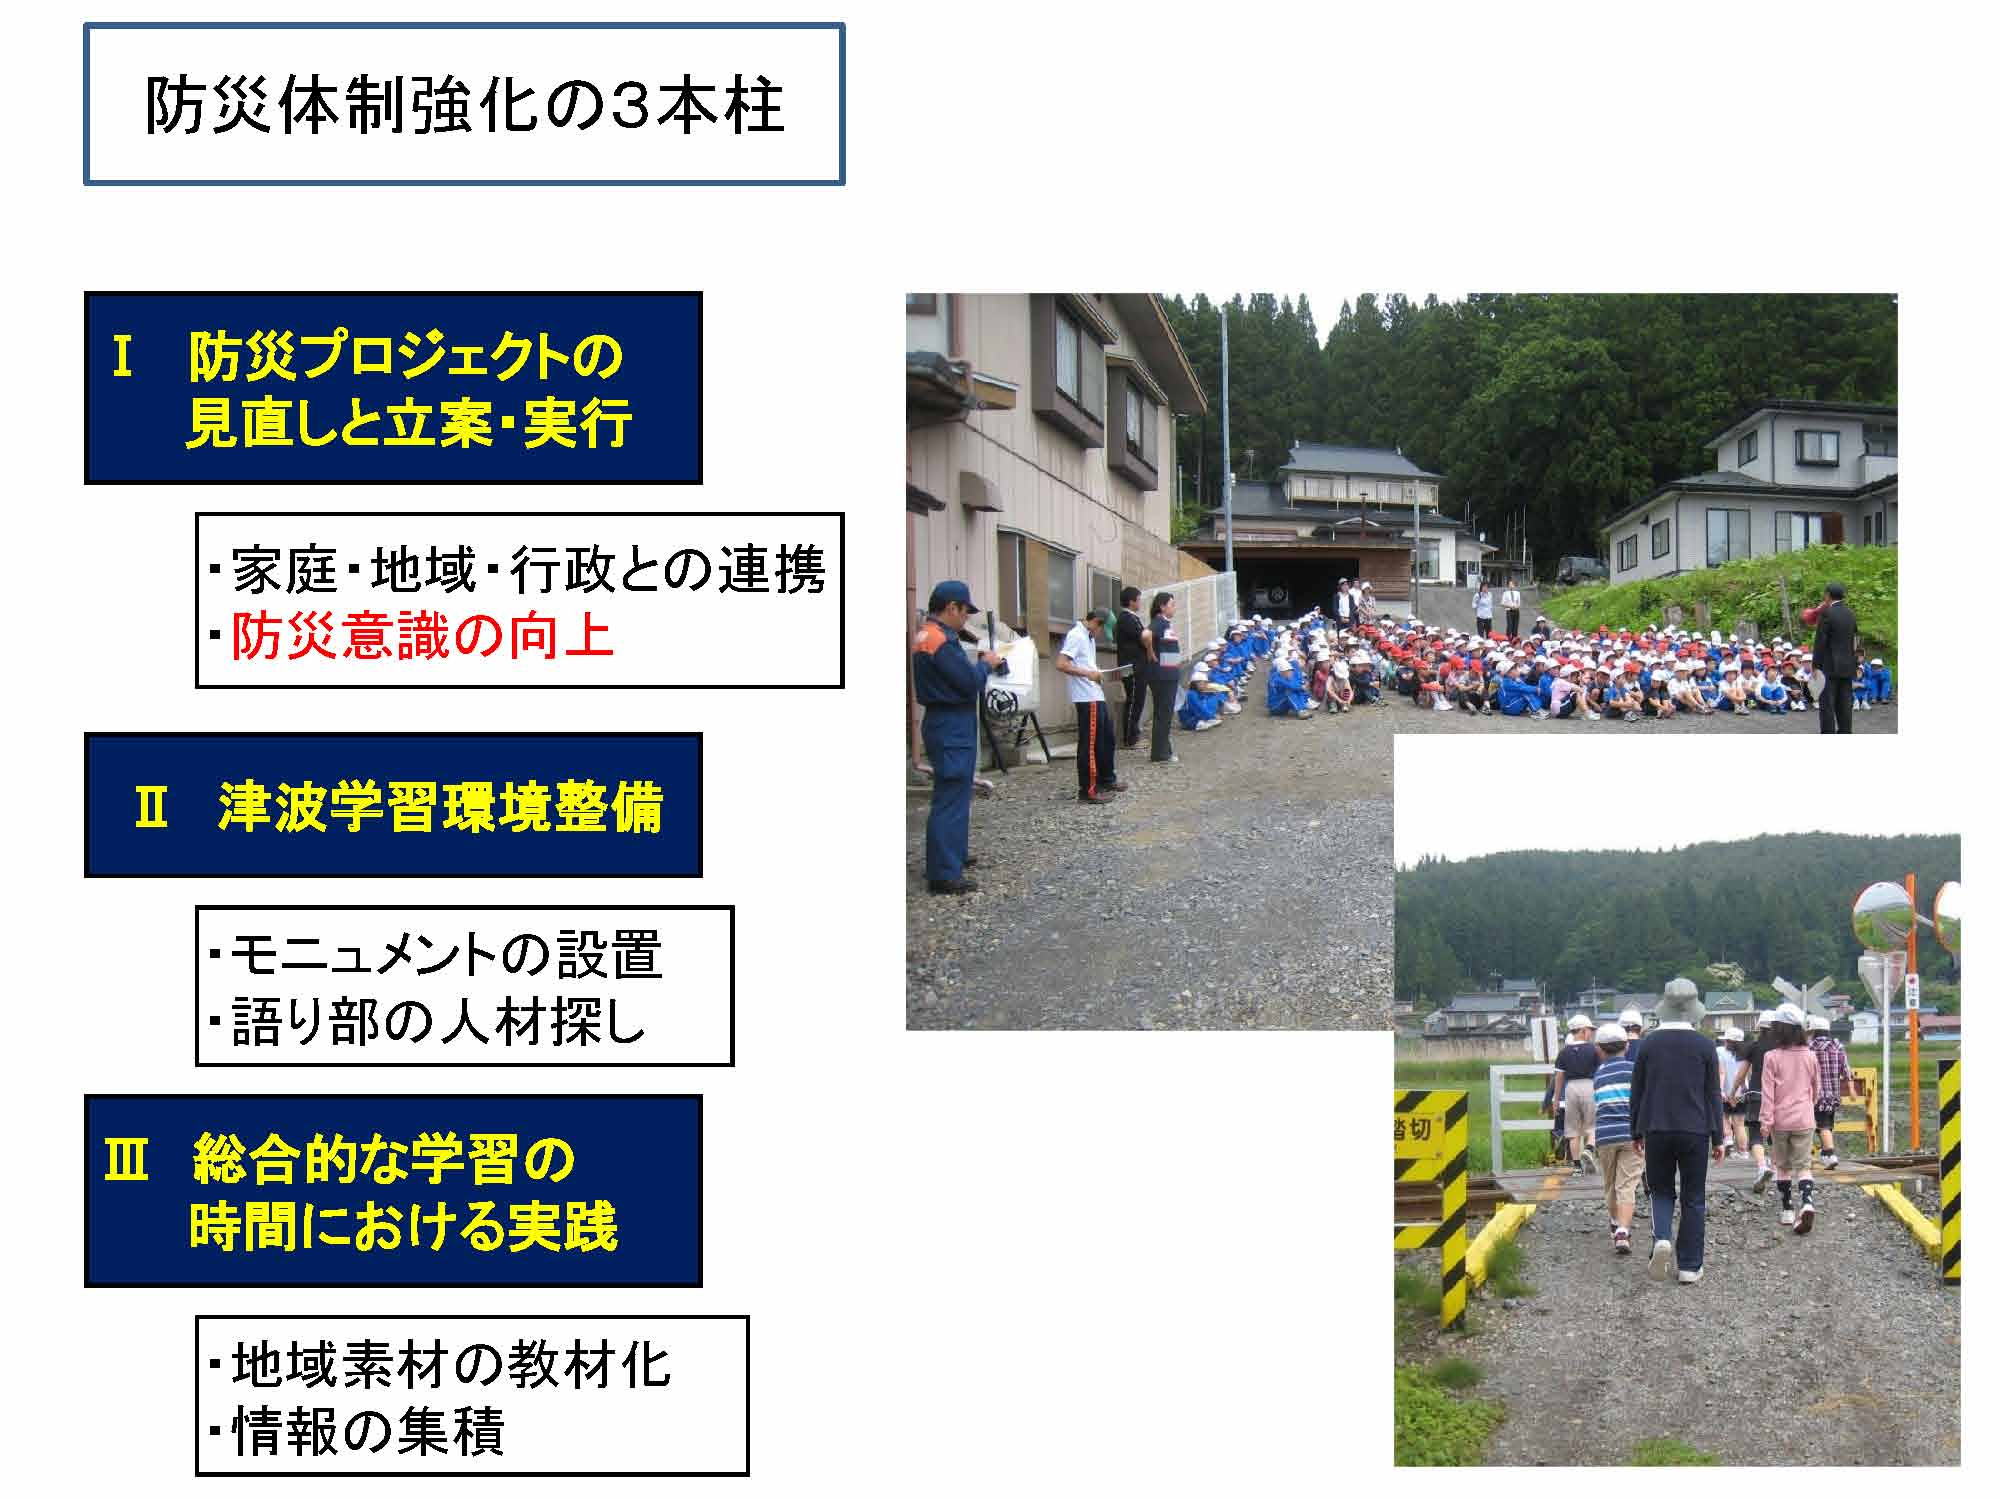 防災体制強化の３本柱
Ⅰ　防災プロジェクトの
見直しと立案・実行
・家庭・地域・行政との連携
・防災意識の向上
Ⅱ　津波学習環境整備
・モニュメントの設置
・語り部の人材探し
Ⅲ　総合的な学習の
時間における実践
・地域素材の教材化
・情報の集積
踏切
注意